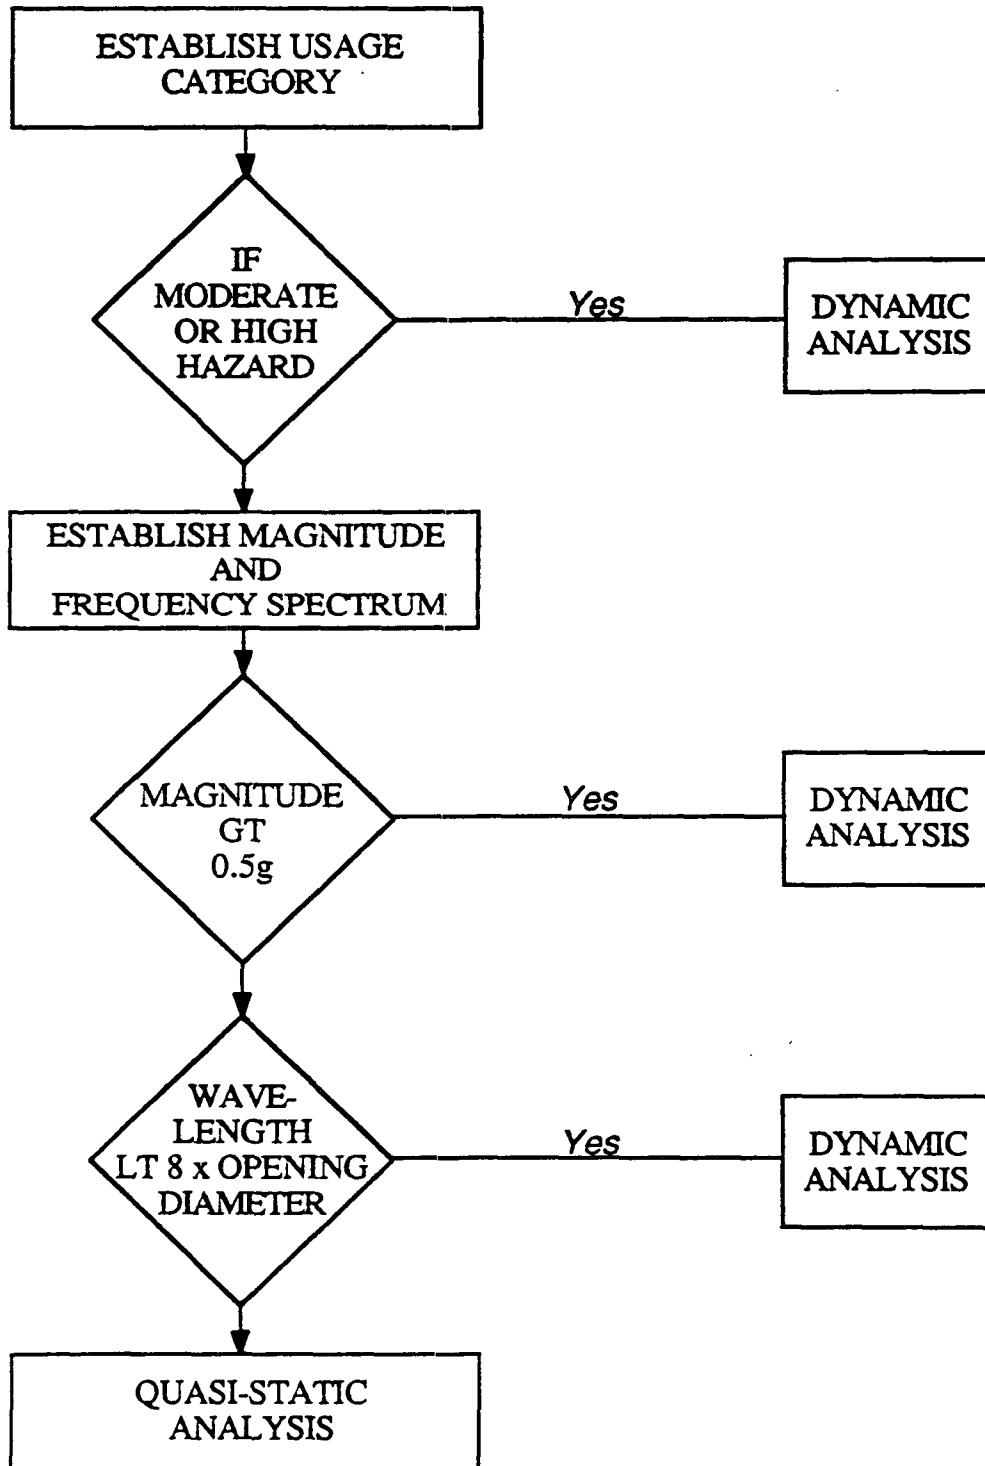 ESTABLISH USAGE
CATEGORY
IF
MODERATE
OR HIGH
HAZARD
Yes
DYNAMIC
ANALYSIS
ESTABLISH MAGNITUDE
AND
FREQUENCY SPECTRUM
MAGNITUDE
GT
0.5g
Yes
DYNAMIC
ANALYSIS
WAVE-
LENGTH
LT 8 x OPENING
DIAMETER
Yes
DYNAMIC
ANALYSIS
QUASI-STATIC
ANALYSIS